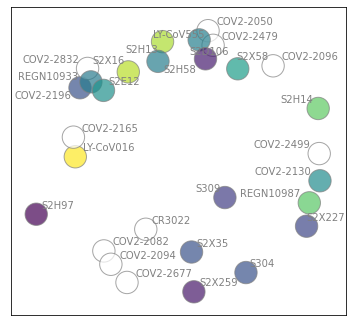 COV2-2050
LY-CoV555
COV2-2479
S2H13
S2D106
S2X58
COV2-2096
COV2-2832
S2X16
S2H58
REGN10933
S2E12
COV2-2196
S2H14
COV2-2165
COV2-2499
LY-CoV016
COV2-2130
S309
REGN10987
S2H97
CR3022
S2X227
COV2-2082
S2X35
COV2-2094
S304
COV2-2677
S2X259